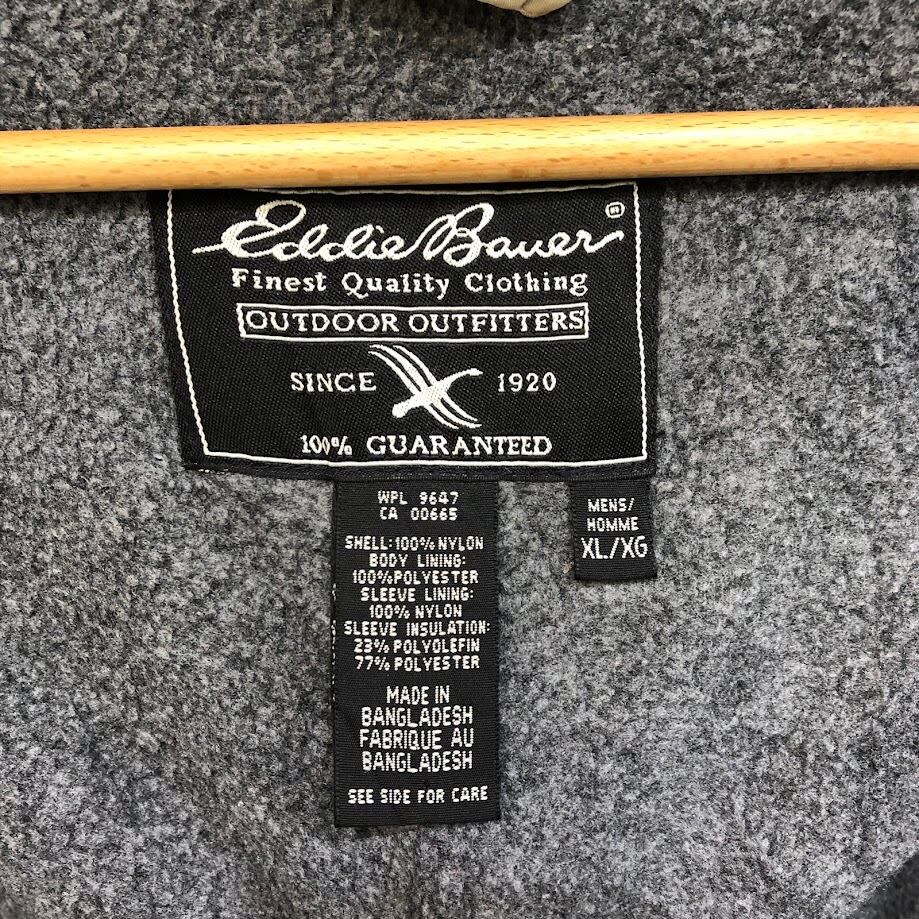 Eddie Bauer ®
Finest Quality Clothing
OUTDOOR OUTFITTERS
SINCE 1920
100% GUARANTEED
WPL 9647
CA 00665
SHELL:100% NYLON
BODY LINING:
100%POLYESTER
SLEEVE LINING:
100% NYLON
SLEEVE INSULATION:
23% POLYOLEFIN
77% POLYESTER
MADE IN
BANGLADESH
FABRIQUE AU
BANGLADESH
SEE SIDE FOR CARE
MENS/
HOMME
XL/XG